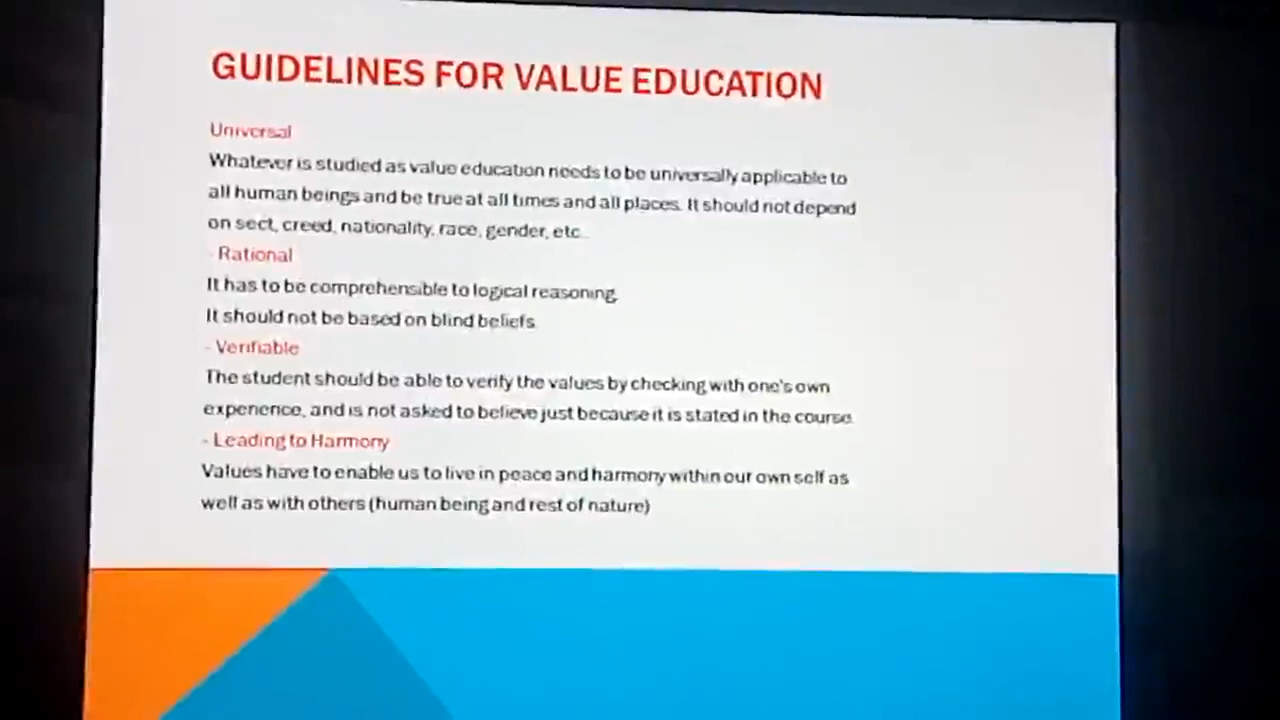 GUIDELINES FOR VALUE EDUCATION
Universal
Whatever is studied as value education needs to be universally applicable to
all human beings and be true at all times and all places. It should not depend
on sect, creed, nationality, race, gender, etc..
- Rational
It has to be comprehensible to logical reasoning.
It should not be based on blind beliefs.
- Verifiable
The student should be able to verify the values by checking with one's own
experience, and is not asked to believe just because it is stated in the course.
- Leading to Harmony
Values have to enable us to live in peace and harmony within our own self as
well as with others (human being and rest of nature)